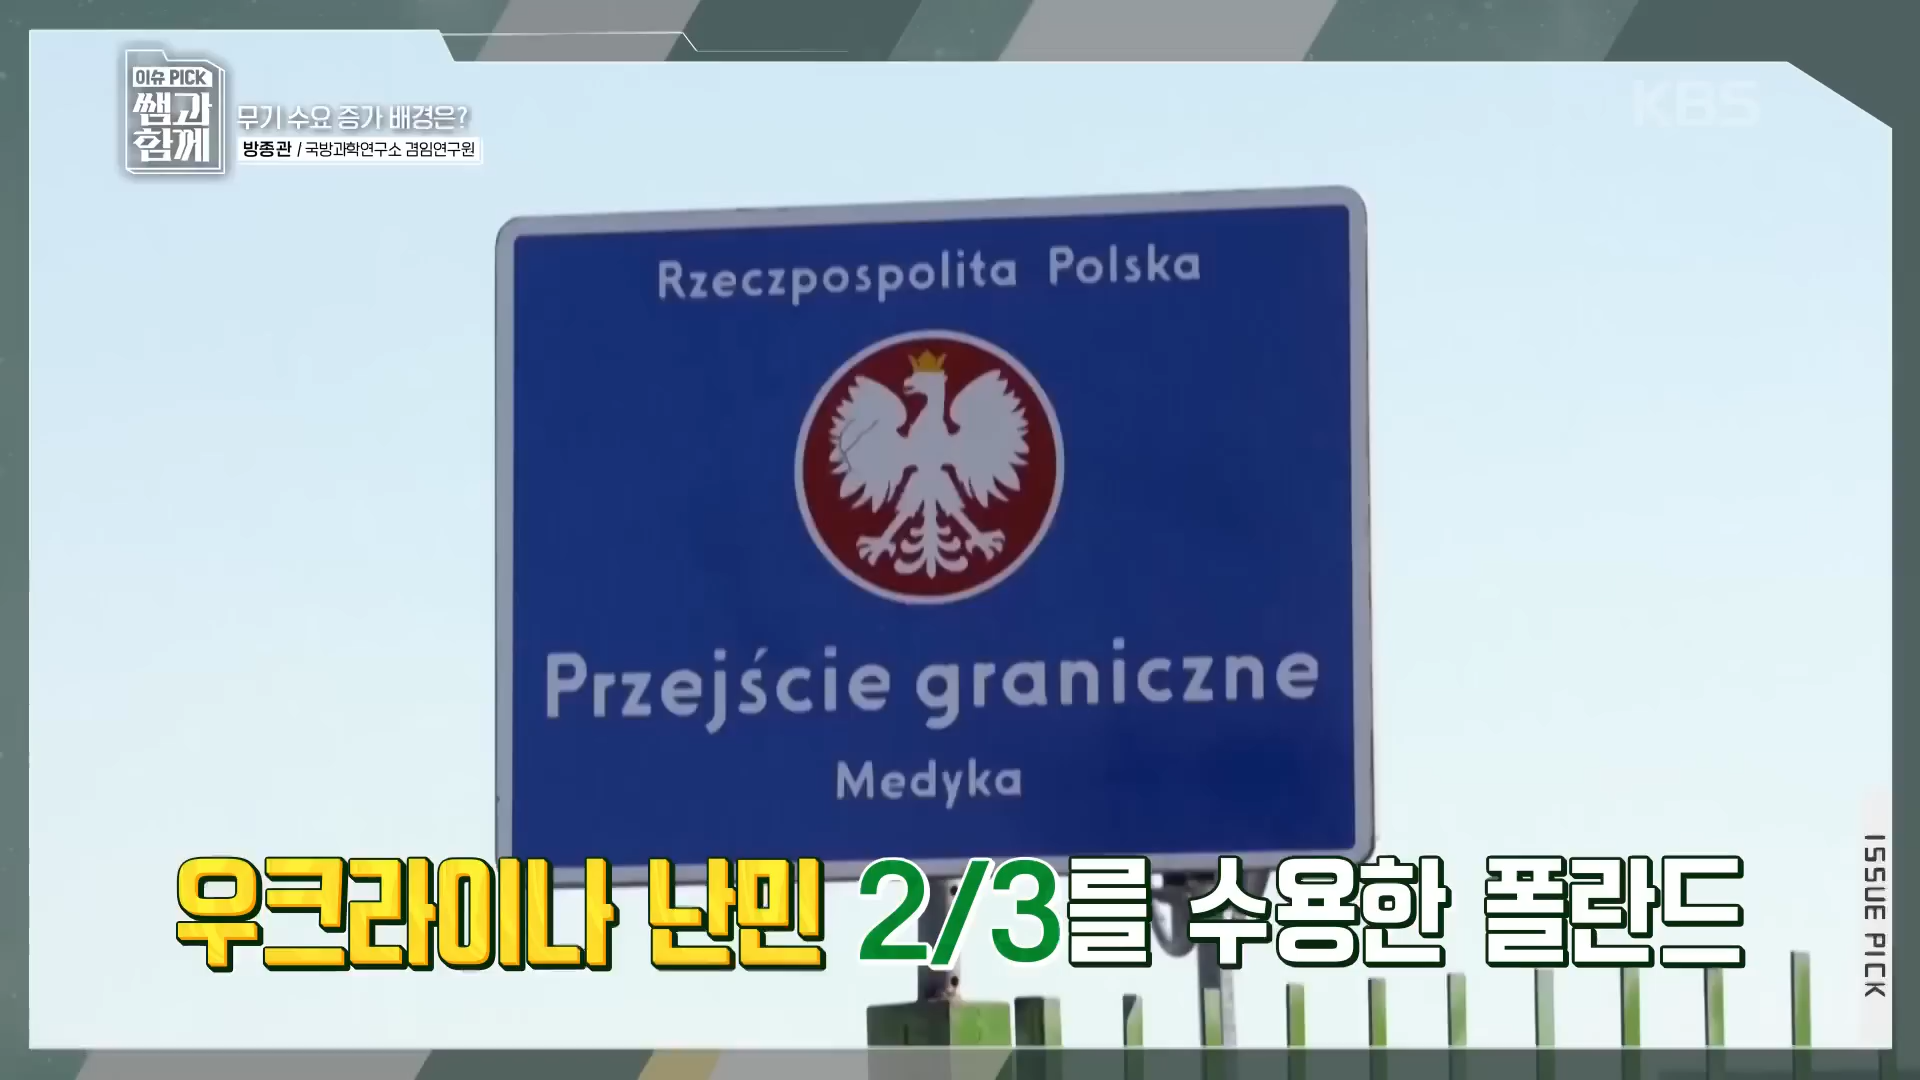 이슈 PICK
쌤과
함께
무기 수요 증가 배경은?
방종관 / 국방과학연구소 겸임연구원
KBS
Rzeczpospolita Polska
Przejście graniczne
Medyka
우크라이나 난민 2/3를 수용한 폴란드
ISSUE PICK